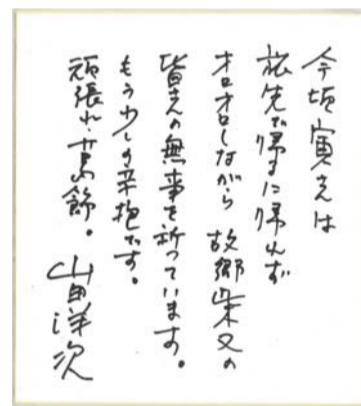 今頃寅さんは
旅先で帰るに帰れず
オロオロしながら故郷柴又の
皆さんの無事を祈っています。
もう少しの辛抱です。
頑張れ、葛飾。
山田洋次